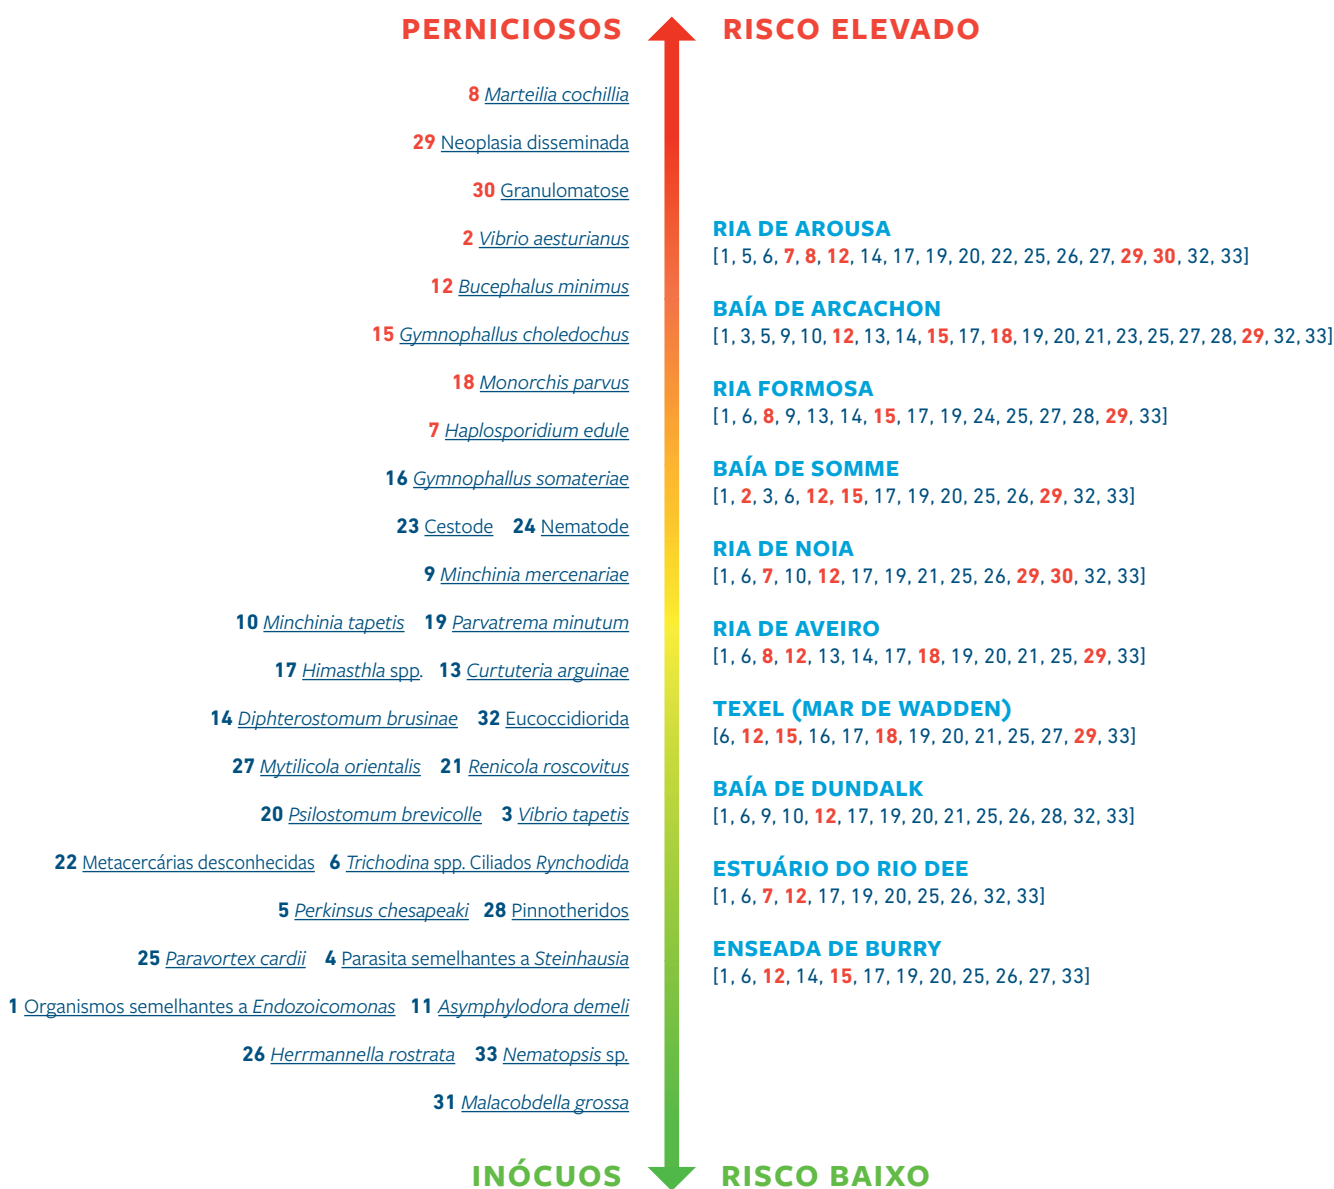 PERNICIOSOS
RISCO ELEVADO
8 Marteilia cochillia
29 Neoplasia disseminada
30 Granulomatose
2 Vibrio aesturianus
12 Bucephalus minimus
15 Gymnophallus choledochus
18 Monorchis parvus
7 Haplosporidium edule
16 Gymnophallus somateriae
23 Cestode 24 Nematode
9 Minchinia mercenariae
10 Minchinia tapetis 19 Parvatrema minutum
17 Himasthla spp. 13 Curtuteria arguinae
14 Diphterostomum brusinae 32 Eucoccidiorida
27 Mytilicola orientalis 21 Renicola roscovitus
20 Psilostomum brevicolle 3 Vibrio tapetis
22 Metacercárias desconhecidas 6 Trichodina spp. Ciliados Rynchodida
5 Perkinsus chesapeaki 28 Pinnotheridos
25 Paravortex cardii 4 Parasita semelhantes a Steinhausia
1 Organismos semelhantes a Endozoicomonas 11 Asymphylodora demeli
26 Herrmannella rostrata 33 Nematopsis sp.
31 Malacobdella grossa
RIA DE AROUSA
[1, 5, 6, 7, 8, 12, 14, 17, 19, 20, 22, 25, 26, 27, 29, 30, 32, 33]
BAÍA DE ARCACHON
[1, 3, 5, 9, 10, 12, 13, 14, 15, 17, 18, 19, 20, 21, 23, 25, 27, 28, 29, 32, 33]
RIA FORMOSA
[1, 6, 8, 9, 13, 14, 15, 17, 19, 24, 25, 27, 28, 29, 33]
BAÍA DE SOMME
[1, 2, 3, 6, 12, 15, 17, 19, 20, 25, 26, 29, 32, 33]
RIA DE NOIA
[1, 6, 7, 10, 12, 17, 19, 21, 25, 26, 29, 30, 32, 33]
RIA DE AVEIRO
[1, 6, 8, 12, 13, 14, 17, 18, 19, 20, 21, 25, 29, 33]
TEXEL (MAR DE WADDEN)
[6, 12, 15, 16, 17, 18, 19, 20, 21, 25, 27, 29, 33]
BAÍA DE DUNDALK
[1, 6, 9, 10, 12, 17, 19, 20, 21, 25, 26, 28, 32, 33]
ESTUÁRIO DO RIO DEE
[1, 6, 7, 12, 17, 19, 20, 25, 26, 32, 33]
ENSEADA DE BURRY
[1, 6, 12, 14, 15, 17, 19, 20, 25, 26, 27, 33]
INÓCUOS
RISCO BAIXO